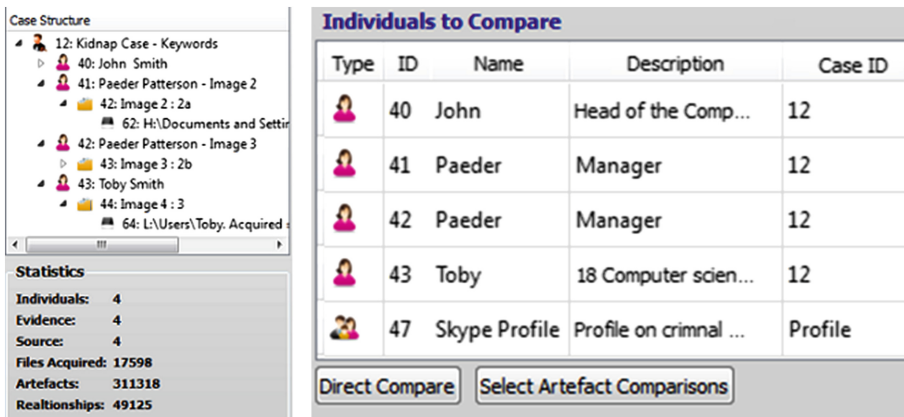 Case Structure
12: Kidnap Case - Keywords
40: John Smith
41: Paeder Patterson - Image 2
42: Image 2 : 2a
62: H:\Documents and Settir
42: Paeder Patterson - Image 3
43: Image 3 : 2b
43: Toby Smith
44: Image 4 : 3
64: L:\Users\Toby. Acquired
Statistics
Individuals: 4
Evidence: 4
Source: 4
Files Acquired: 17598
Artefacts: 311318
Realtionships: 49125
Individuals to Compare
Type ID Name Description Case ID
40 John Head of the Comp... 12
41 Paeder Manager 12
42 Paeder Manager 12
43 Toby 18 Computer scien... 12
47 Skype Profile Profile on crimnal ... Profile
Direct Compare Select Artefact Comparisons